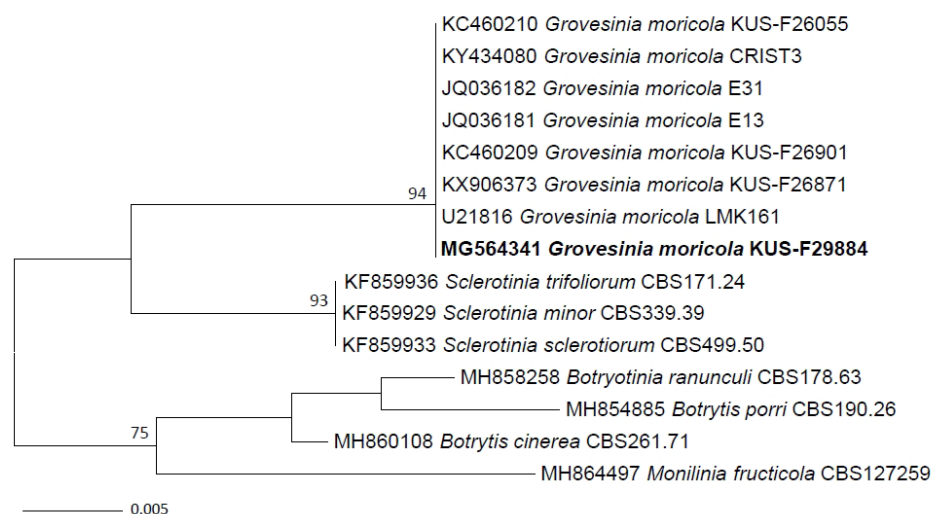 KC460210 Grovesinia moricola KUS-F26055
KY434080 Grovesinia moricola CRIST3
JQ036182 Grovesinia moricola E31
JQ036181 Grovesinia moricola E13
KC460209 Grovesinia moricola KUS-F26901
KX906373 Grovesinia moricola KUS-F26871
94
U21816 Grovesinia moricola LMK161
MG564341 Grovesinia moricola KUS-F29884
KF859936 Sclerotinia trifoliorum CBS171.24
93
KF859929 Sclerotinia minor CBS339.39
KF859933 Sclerotinia sclerotiorum CBS499.50
MH858258 Botryotinia ranunculi CBS178.63
MH854885 Botrytis porri CBS190.26
75
MH860108 Botrytis cinerea CBS261.71
MH864497 Monilinia fructicola CBS127259
0.005